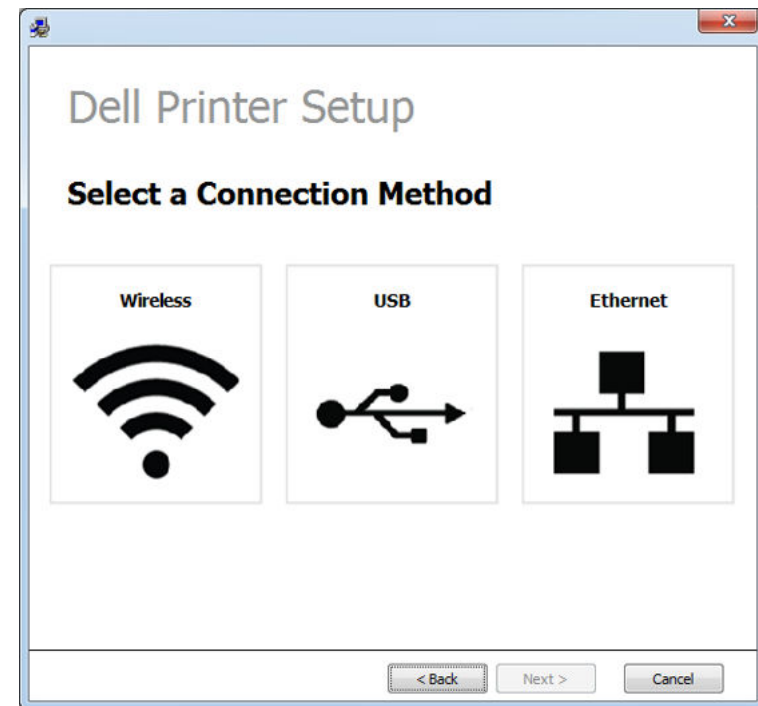 x
Dell Printer Setup
Select a Connection Method
Wireless USB Ethernet
< Back Next > Cancel